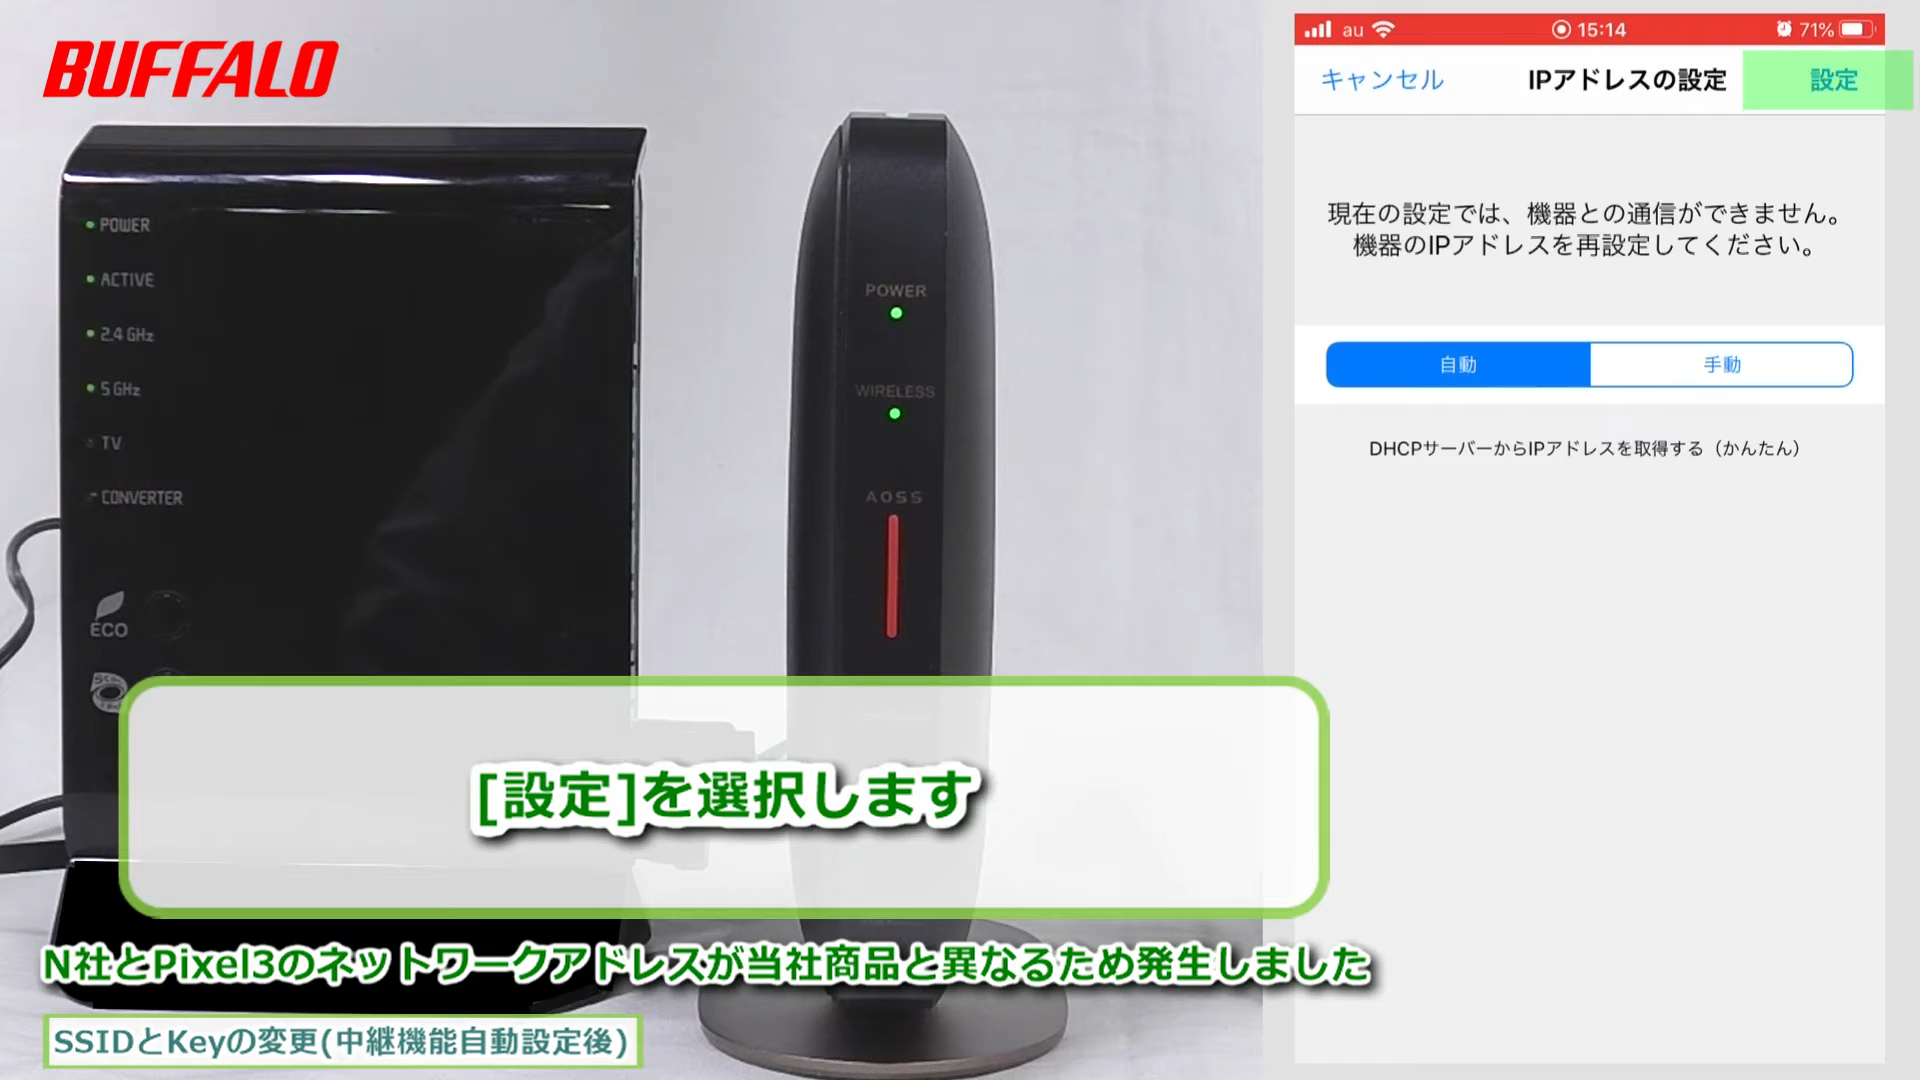 BUFFALO
POWER
ACTIVE
2.4 GHz
5 GHz
TV
CONVERTER
ECO
POWER
WIRELESS
AOSS
au
15:14
71%
キャンセル
IPアドレスの設定
設定
現在の設定では、機器との通信ができません。
機器のIPアドレスを再設定してください。
自動
手動
DHCPサーバーからIPアドレスを取得する（かんたん）
[設定]を選択します
N社とPixel3のネットワークアドレスが当社商品と異なるため発生しました
SSIDとKeyの変更(中継機能自動設定後)